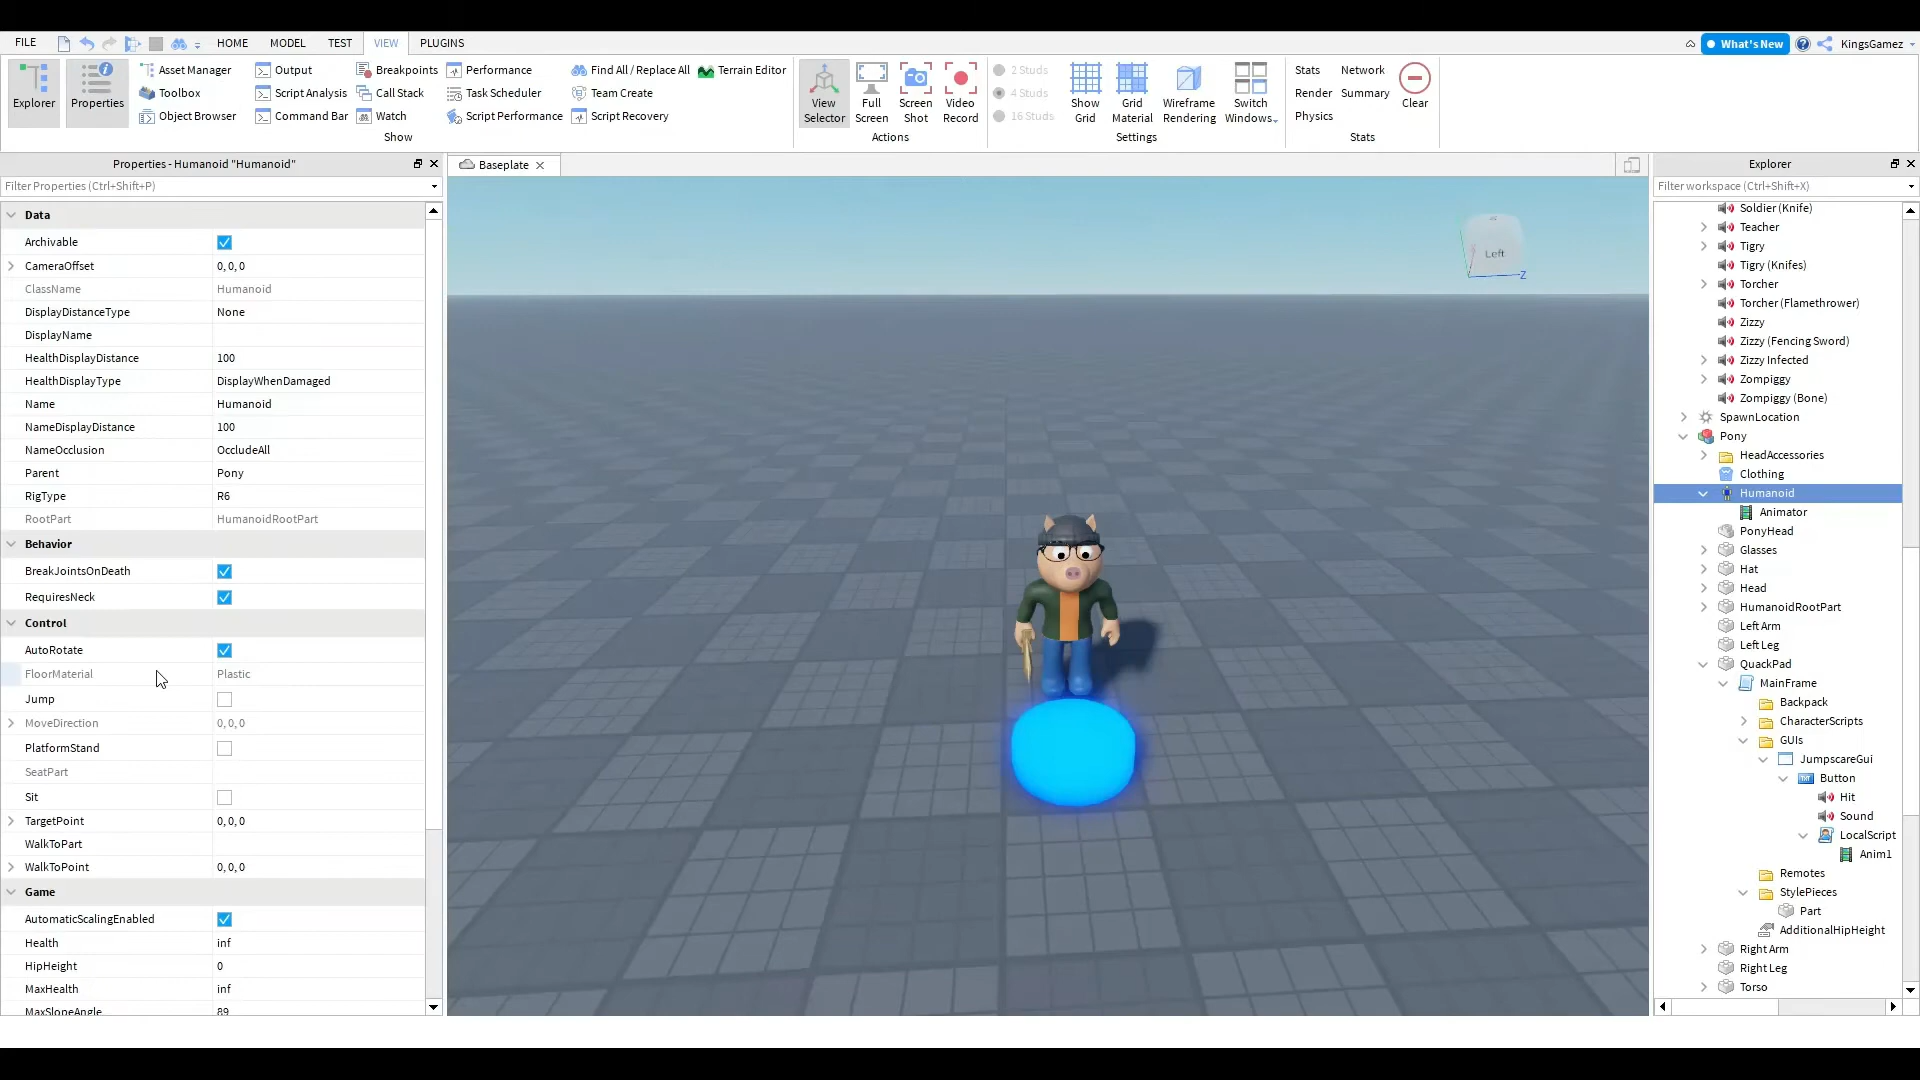 FILE HOME MODEL TEST VIEW PLUGINS What's New KingsGamez
Explorer
Properties
Asset Manager
Toolbox
Object Browser
Output
Script Analysis
Command Bar
Breakpoints
Call Stack
Watch
Performance
Task Scheduler
Script Performance
Find All / Replace All
Team Create
Script Recovery
Terrain Editor
Show
View
Selector
Full
Screen
Screen
Shot
Video
Record
Actions
2 Studs
4 Studs
16 Studs
Show
Grid
Grid
Material
Wireframe
Rendering
Switch
Windows
Settings
Stats
Render
Physics
Network
Summary
Clear
Stats
Properties - Humanoid "Humanoid"
Filter Properties (Ctrl+Shift+P)
Data
Archivable
CameraOffset 0, 0, 0
ClassName Humanoid
DisplayDistanceType None
DisplayName
HealthDisplayDistance 100
HealthDisplayType DisplayWhenDamaged
Name Humanoid
NameDisplayDistance 100
NameOcclusion OccludeAll
Parent Pony
RigType R6
RootPart HumanoidRootPart
Behavior
BreakJointsOnDeath
RequiresNeck
Control
AutoRotate
FloorMaterial Plastic
Jump
MoveDirection 0, 0, 0
PlatformStand
SeatPart
Sit
TargetPoint 0, 0, 0
WalkToPart
WalkToPoint 0, 0, 0
Game
AutomaticScalingEnabled
Health inf
HipHeight 0
MaxHealth inf
MaxSlopeAngle 89
Baseplate
Left
Z
Explorer
Filter workspace (Ctrl+Shift+X)
Soldier (Knife)
Teacher
Tigry
Tigry (Knifes)
Torcher
Torcher (Flamethrower)
Zizzy
Zizzy (Fencing Sword)
Zizzy Infected
Zompiggy
Zompiggy (Bone)
SpawnLocation
Pony
HeadAccessories
Clothing
Humanoid
Animator
PonyHead
Glasses
Hat
Head
HumanoidRootPart
Left Arm
Left Leg
QuackPad
MainFrame
Backpack
CharacterScripts
GUIs
JumpscareGui
Button
Hit
Sound
LocalScript
Anim1
Remotes
StylePieces
Part
AdditionalHipHeight
Right Arm
Right Leg
Torso